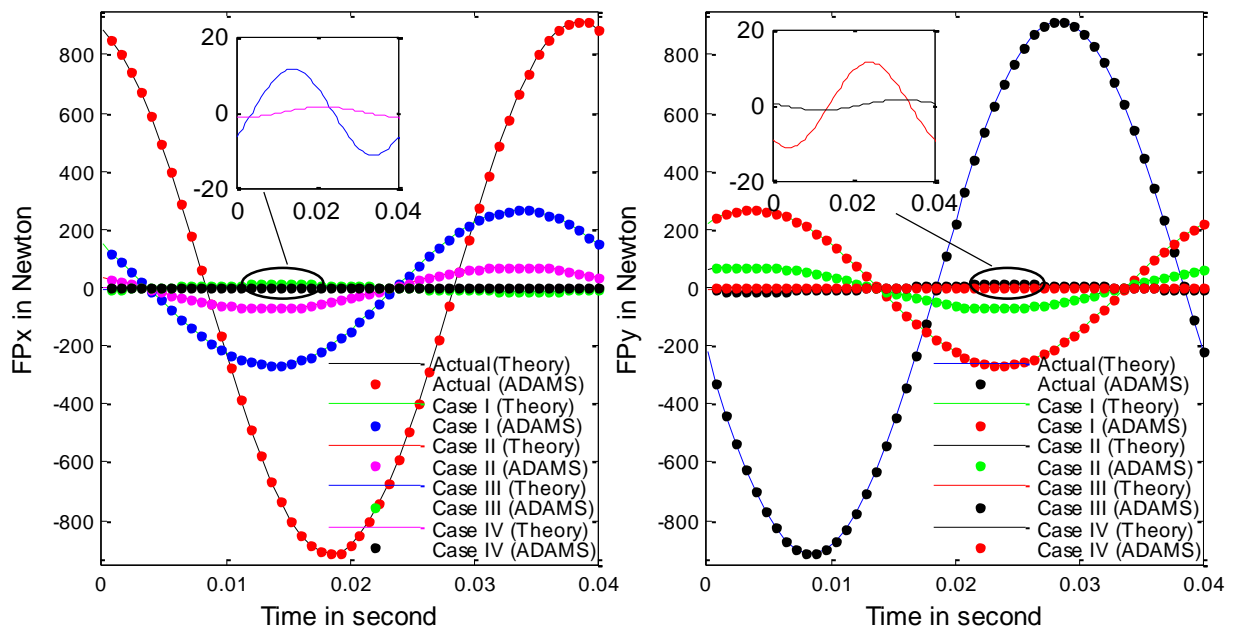 20
0
-20
0
0.02
0.04
800
600
400
200
0
-200
-400
-600
-800
FPx in Newton
Actual(Theory)
Actual (ADAMS)
Case I (Theory)
Case I (ADAMS)
Case II (Theory)
Case II (ADAMS)
Case III (Theory)
Case III (ADAMS)
Case IV (Theory)
Case IV (ADAMS)
0
0.01
0.02
0.03
0.04
Time in second
20
0
-20
0
0.02
0.04
800
600
400
200
0
-200
-400
-600
-800
FPy in Newton
Actual(Theory)
Actual (ADAMS)
Case I (Theory)
Case I (ADAMS)
Case II (Theory)
Case II (ADAMS)
Case III (Theory)
Case III (ADAMS)
Case IV (Theory)
Case IV (ADAMS)
0
0.01
0.02
0.03
0.04
Time in second